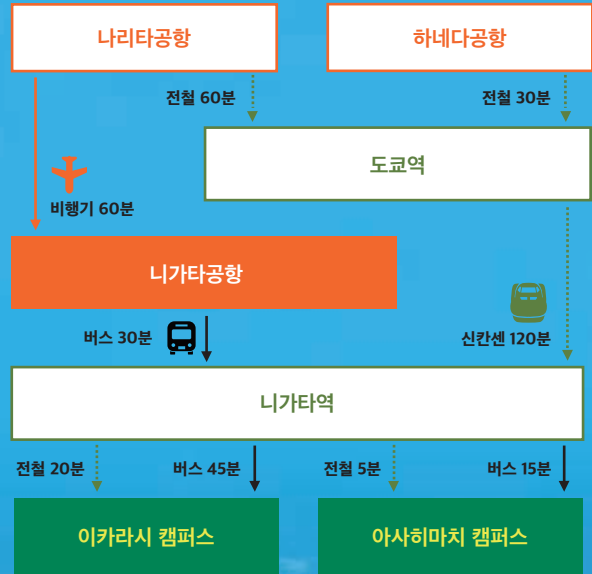 나리타공항
하네다공항
전철 60분
전철 30분
도쿄역
비행기 60분
니가타공항
버스 30분
신칸센 120분
니가타역
전철 20분
버스 45분
전철 5분
버스 15분
이카라시 캠퍼스
아사히마치 캠퍼스